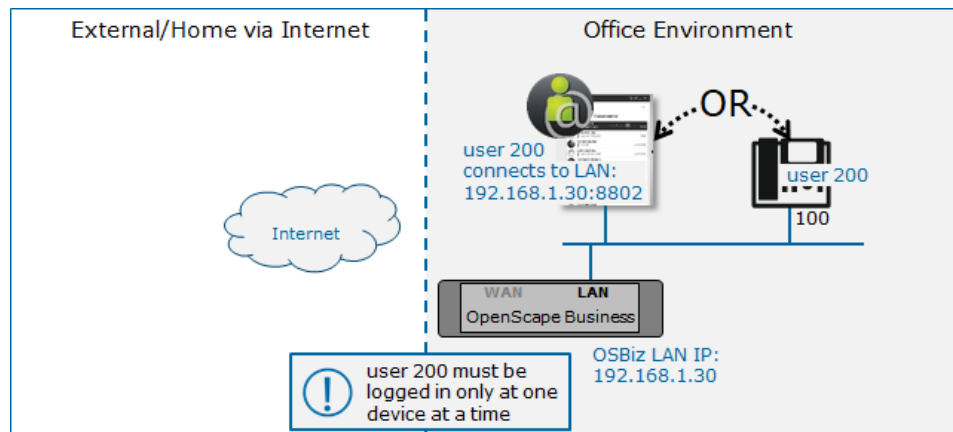 External/Home via Internet
Office Environment
@
OR
user 200
connects to LAN:
192.168.1.30:8802
user 200
100
Internet
WAN
LAN
OpenScape Business
OSBiz LAN IP:
192.168.1.30
!
user 200 must be
logged in only at one
device at a time